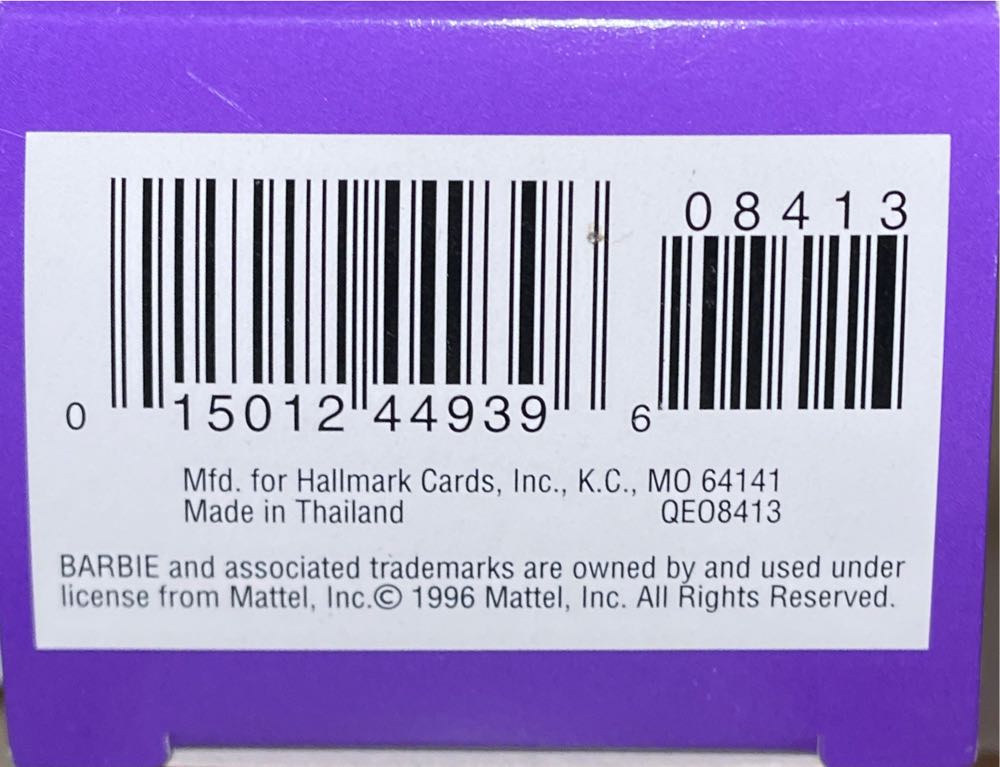 08413
0 15012 44939 6
Mfd. for Hallmark Cards, Inc., K.C., MO 64141
Made in Thailand QEO8413
BARBIE and associated trademarks are owned by and used under
license from Mattel, Inc.© 1996 Mattel, Inc. All Rights Reserved.